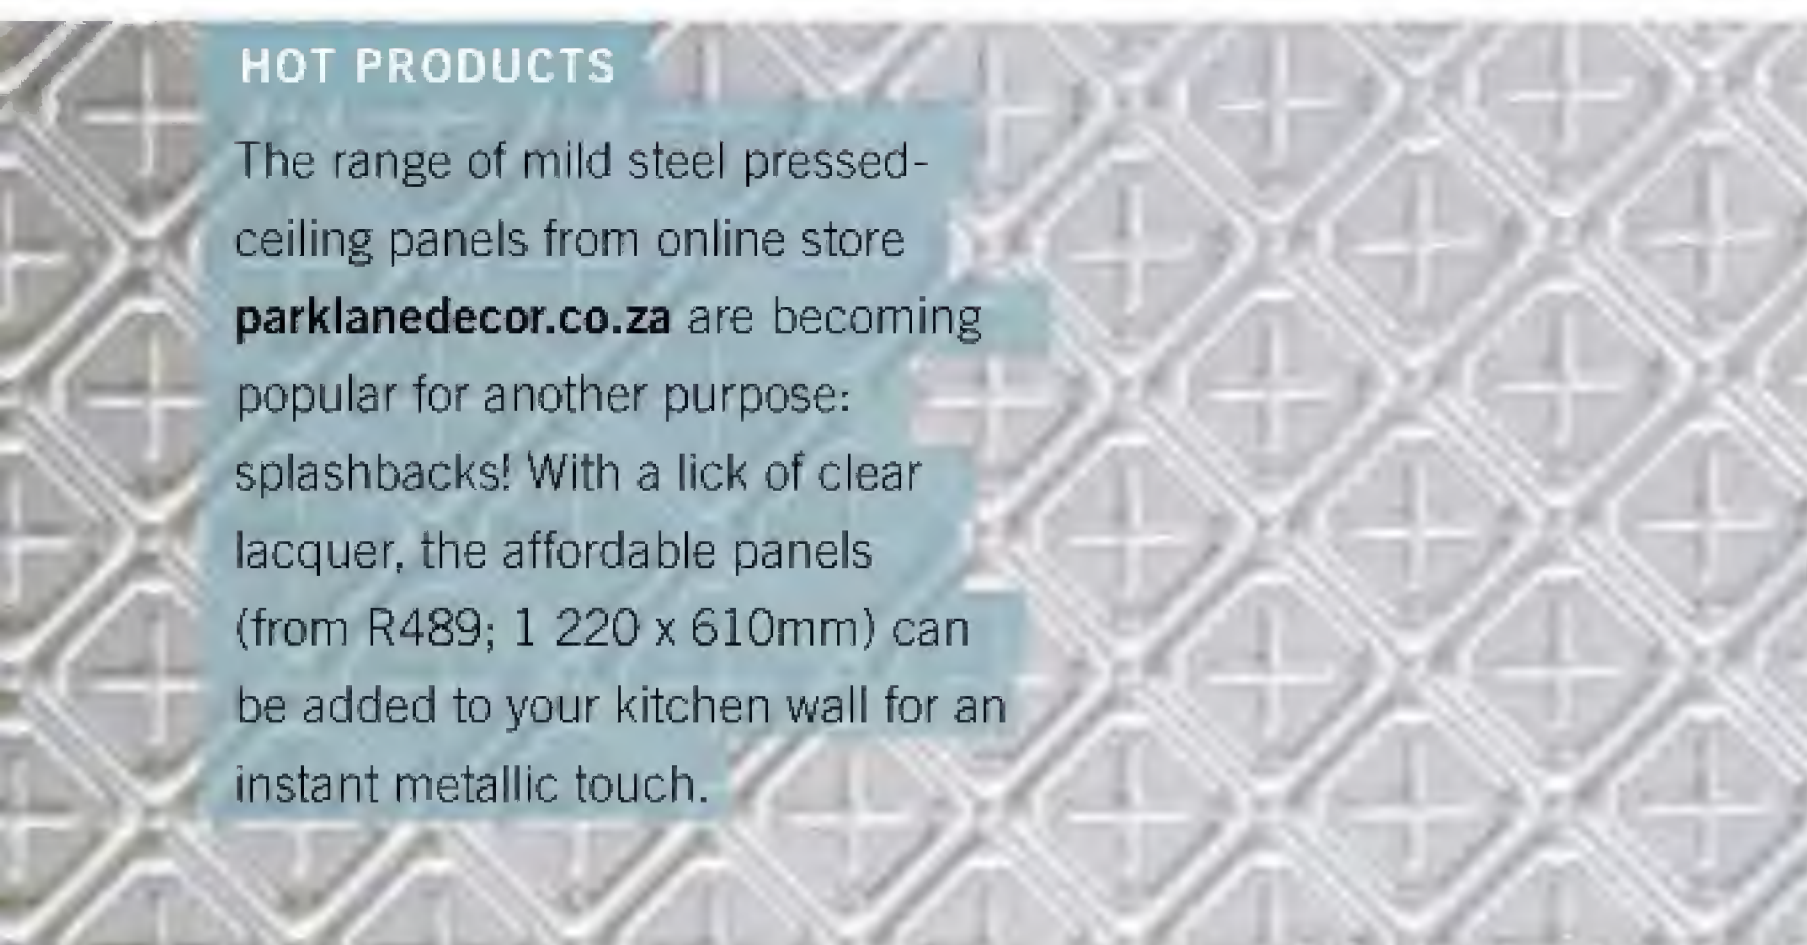 HOT PRODUCTS
The range of mild steel pressed-
ceiling panels from online store
parklanedecor.co.za are becoming
popular for another purpose:
splashbacks! With a lick of clear
lacquer, the affordable panels
(from R489; 1 220 x 610mm) can
be added to your kitchen wall for an
instant metallic touch.